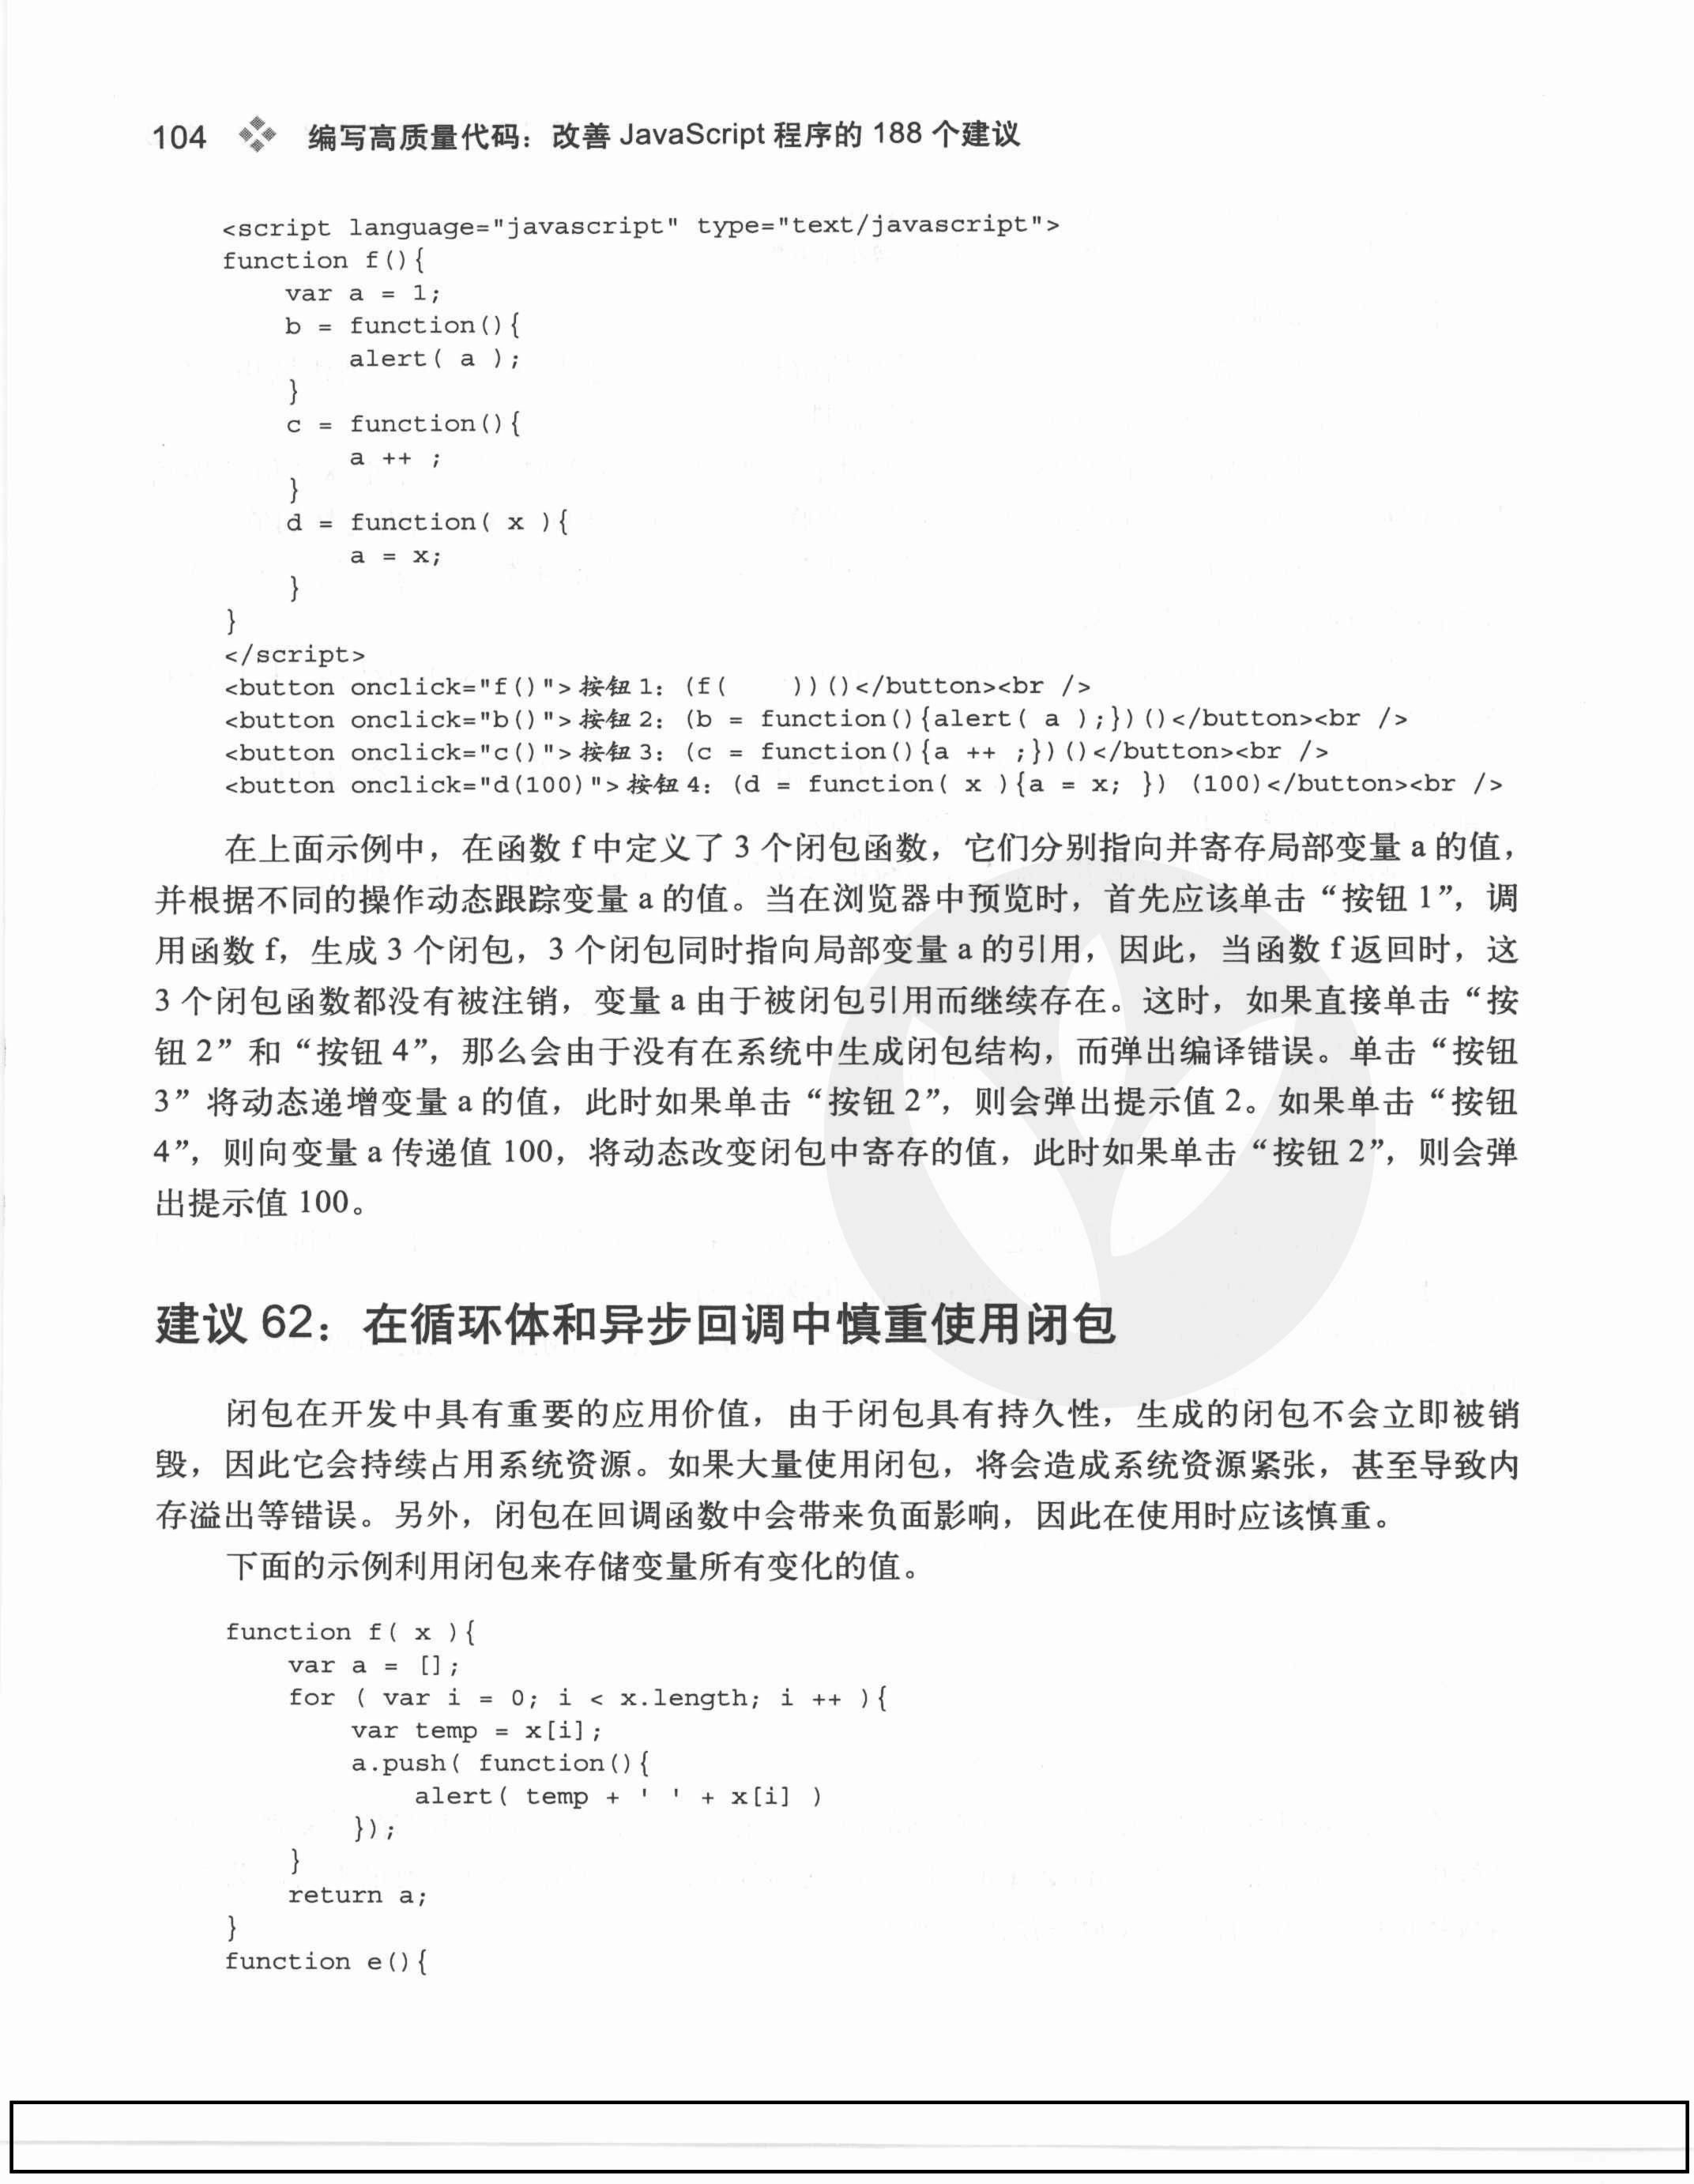 104 编写高质量代码：改善 JavaScript 程序的 188 个建议
<script language="javascript" type="text/javascript">
function f(){
    var a = 1;
    b = function(){
        alert( a );
    }
    c = function(){
        a ++ ;
    }
    d = function( x ){
        a = x;
    }
}
</script>
<button onclick="f()">按钮 1: (f(    ))()</button><br />
<button onclick="b()">按钮 2: (b = function(){alert( a );})()</button><br />
<button onclick="c()">按钮 3: (c = function(){a ++ ;})()</button><br />
<button onclick="d(100)">按钮 4: (d = function( x ){a = x; }) (100)</button><br />
在上面示例中，在函数 f 中定义了 3 个闭包函数，它们分别指向并寄存局部变量 a 的值，
并根据不同的操作动态跟踪变量 a 的值。当在浏览器中预览时，首先应该单击“按钮 1”，调
用函数 f，生成 3 个闭包，3 个闭包同时指向局部变量 a 的引用，因此，当函数 f 返回时，这
3 个闭包函数都没有被注销，变量 a 由于被闭包引用而继续存在。这时，如果直接单击“按
钮 2”和“按钮 4”，那么会由于没有在系统中生成闭包结构，而弹出编译错误。单击“按钮
3”将动态递增变量 a 的值，此时如果单击“按钮 2”，则会弹出提示值 2。如果单击“按钮
4”，则向变量 a 传递值 100，将动态改变闭包中寄存的值，此时如果单击“按钮 2”，则会弹
出提示值 100。
建议 62：在循环体和异步回调中慎重使用闭包
闭包在开发中具有重要的应用价值，由于闭包具有持久性，生成的闭包不会立即被销
毁，因此它会持续占用系统资源。如果大量使用闭包，将会造成系统资源紧张，甚至导致内
存溢出等错误。另外，闭包在回调函数中会带来负面影响，因此在使用时应该慎重。
下面的示例利用闭包来存储变量所有变化的值。
function f( x ){
    var a = [];
    for ( var i = 0; i < x.length; i ++ ){
        var temp = x[i];
        a.push( function(){
            alert( temp + ' ' + x[i] )
        });
    }
    return a;
}
function e(){